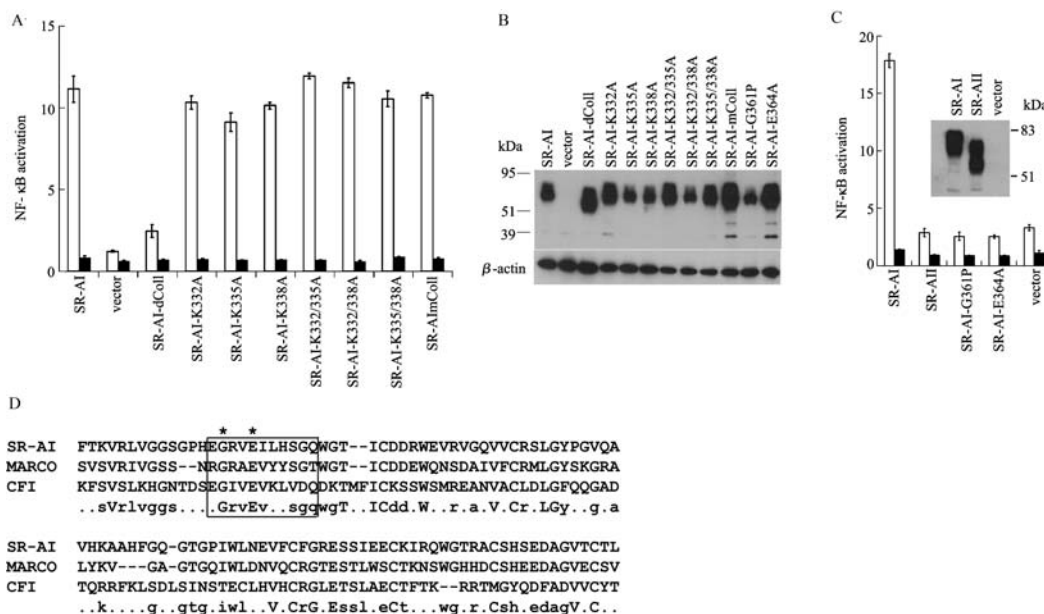 A
NF- κB activation
15
10
5
0
SR-AI
vector
SR-AI-dColl
SR-AI-K332A
SR-AI-K335A
SR-AI-K338A
SR-AI-K332/335A
SR-AI-K332/338A
SR-AI-K335/338A
SR-AImColl
B
SR-AI
vector
SR-AI-dColl
SR-AI-K332A
SR-AI-K335A
SR-AI-K338A
SR-AI-K332/335A
SR-AI-K332/338A
SR-AI-K335/338A
SR-AI-mColl
SR-AI-G361P
SR-AI-E364A
kDa
95
51
39
β-actin
C
NF-κB activation
20
15
10
5
0
SR-AI
SR-AII
vector
kDa
83
51
SR-AI
SR-AII
SR-AI-G361P
SR-AI-E364A
vector
D
* *
SR-AI FTKVRLVGGSGPHEGRVEILHSGQWGT--ICDDRWEVRVGQVVCRSLGYPGVQA
MARCO SVSVRIVGSS--NRGRAEVYYSGTWGT--ICDDEWQNSDAIVFCRMLGYSKGRA
CFI KFSVSLKHGNTDSEGIVEVKLVDQDKTMFICKSSWSMREANVACLDLGFQQGAD
..sVrlvggs....GrvEv..sgqwgT..ICdd.W..r.a.V.Cr.LGy..g.a
SR-AI VHKAAHFGQ-GTGPIWLNEVFCFGRESSIEECKIRQWGTRACSHSEDAGVTCTL
MARCO LYKV---GA-GTGQIWLDNVQCRGTESTLWSCTKNSWGHHDCSHEEDAGVECSV
CFI TQRRFKLSDLSINSTECLHVHCRGLETSLAECTFTK--RRTMGYQDFADVVCYT
..k....g..gtg.iwl..V.CrG.Essl.eCt...wg.r.Csh.edagV.C..